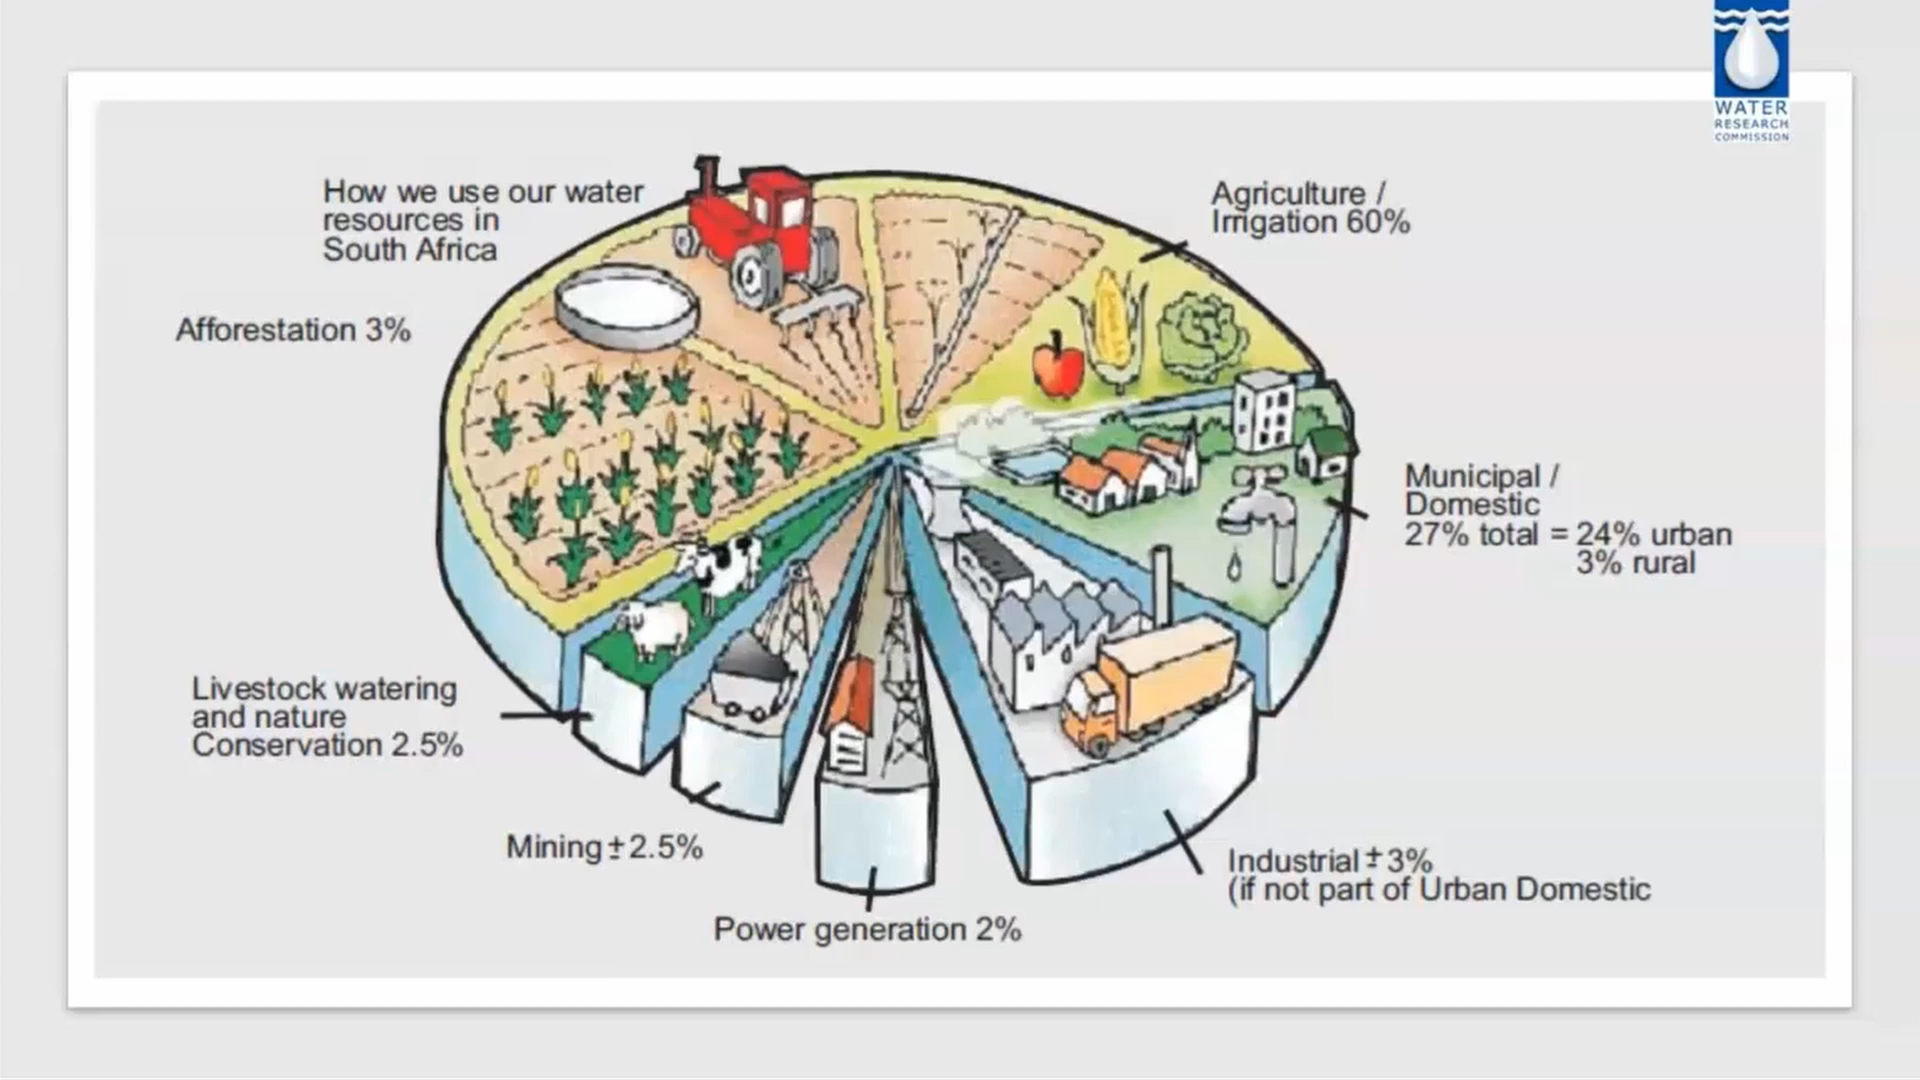 WATER
RESEARCH
COMMISSION
How we use our water
resources in
South Africa
Agriculture /
Irrigation 60%
Afforestation 3%
Municipal /
Domestic
27% total = 24% urban
3% rural
Livestock watering
and nature
Conservation 2.5%
Mining ± 2.5%
Industrial ± 3%
(if not part of Urban Domestic
Power generation 2%